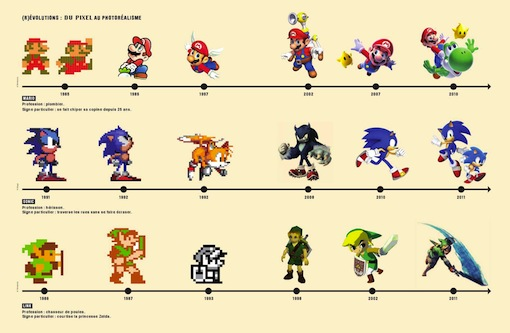 (R)ÉVOLUTIONS : DU PIXEL AU PHOTORÉALISME
1985 1988 1997 2002 2007 2010
MARIO
Profession : plombier.
Signe particulier : se fait chiper sa copine depuis 25 ans.
1991 1992 1992 2009 2010 2011
SONIC
Profession : hérisson.
Signe particulier : traverse les rues sans se faire écraser.
1986 1987 1993 1998 2002 2011
LINK
Profession : chasseur de poules.
Signe particulier : courtise la princesse Zelda.